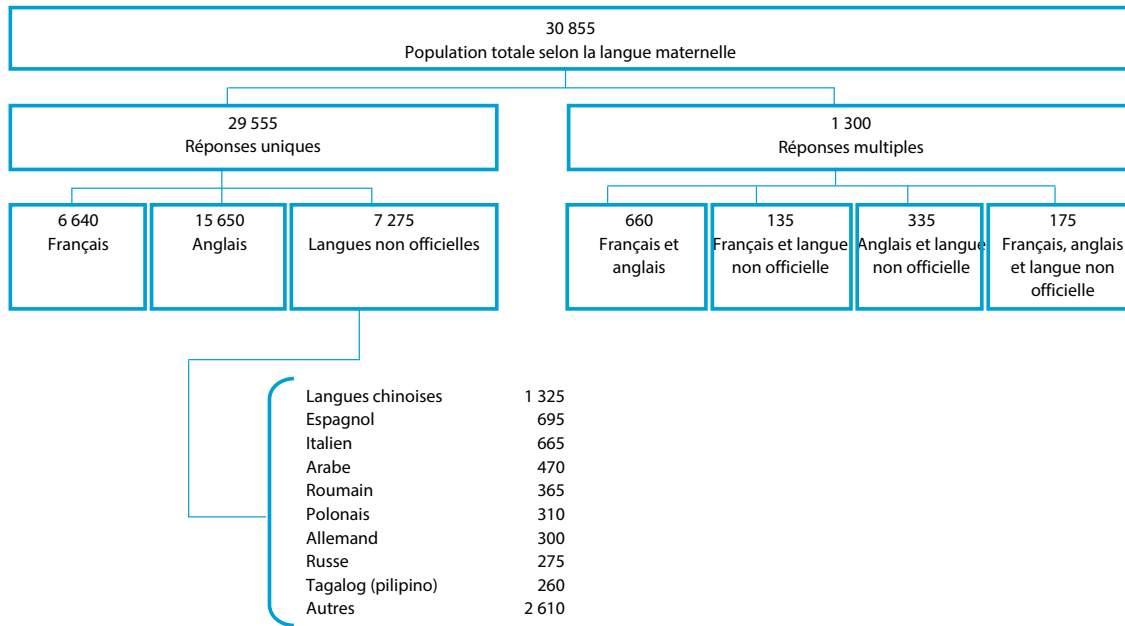 30 855
Population totale selon la langue maternelle
29 555
Réponses uniques
1 300
Réponses multiples
6 640
Français
15 650
Anglais
7 275
Langues non officielles
660
Français et
anglais
135
Français et langue
non officielle
335
Anglais et langue
non officielle
175
Français, anglais
et langue non
officielle
Langues chinoises 1 325
Espagnol 695
Italien 665
Arabe 470
Roumain 365
Polonais 310
Allemand 300
Russe 275
Tagalog (pilipino) 260
Autres 2 610